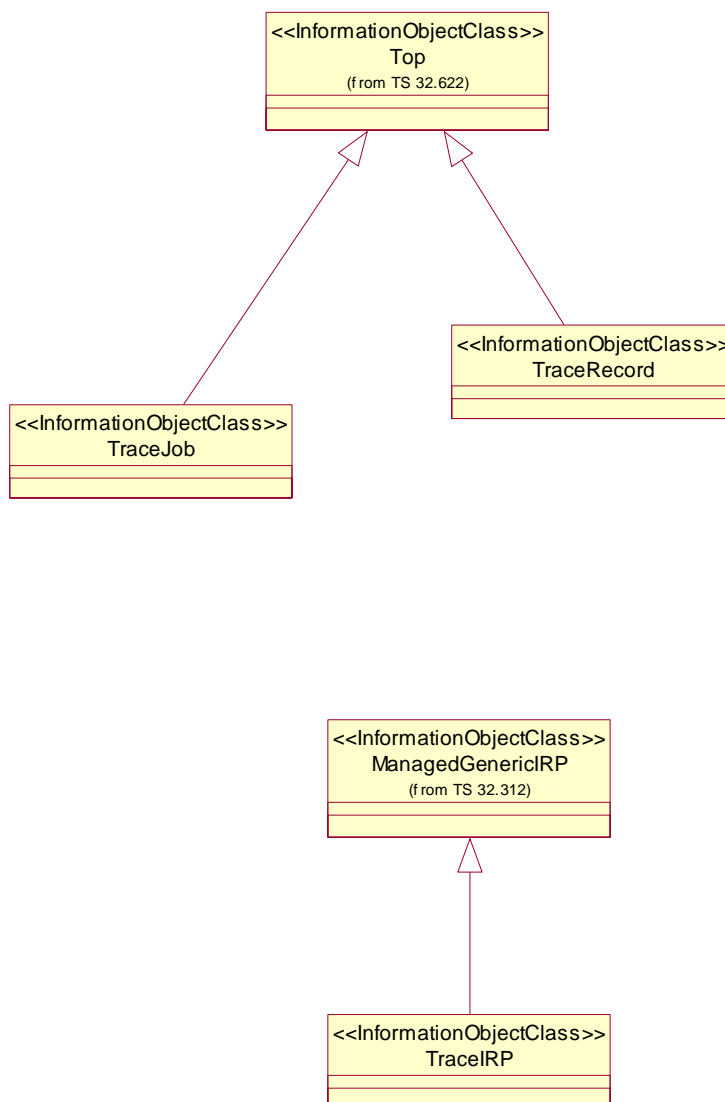 <<InformationObjectClass>>
Top
(from TS 32.622)
<<InformationObjectClass>>
TraceRecord
<<InformationObjectClass>>
TraceJob
<<InformationObjectClass>>
ManagedGenericIRP
(from TS 32.312)
<<InformationObjectClass>>
TraceIRP